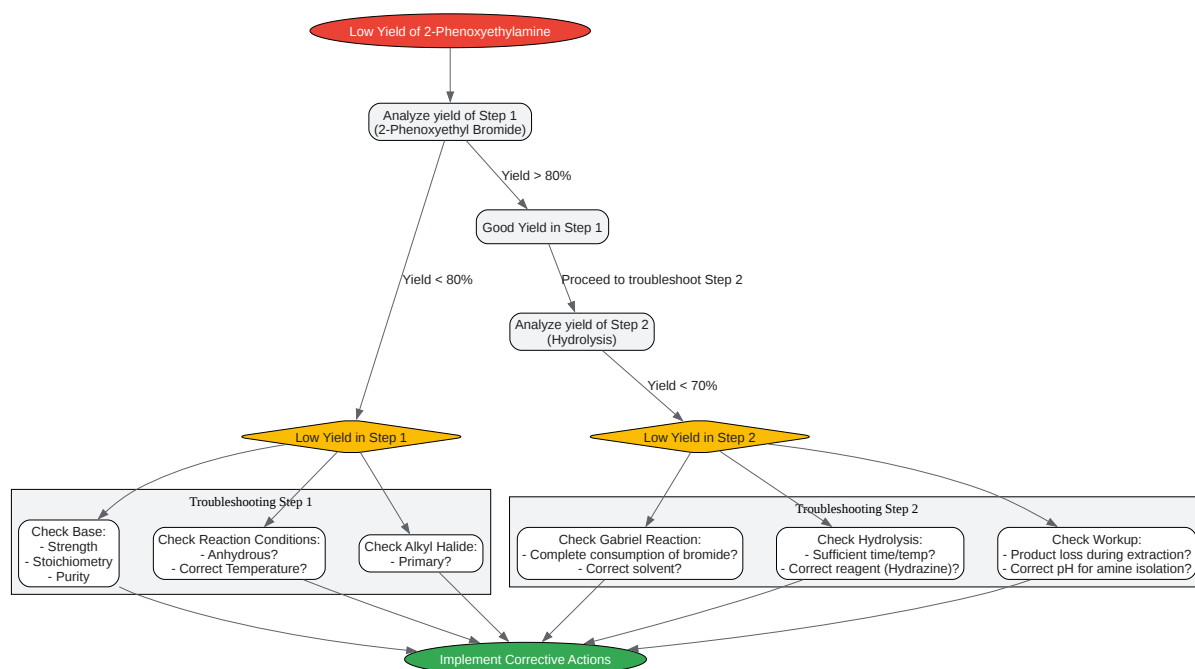 Low Yield of 2-Phenoxyethylamine
Analyze yield of Step 1
(2-Phenoxyethyl Bromide)
Yield > 80%
Good Yield in Step 1
Yield < 80%
Proceed to troubleshoot Step 2
Analyze yield of Step 2
(Hydrolysis)
Yield < 70%
Low Yield in Step 1
Low Yield in Step 2
Troubleshooting Step 1
Check Base:
- Strength
- Stoichiometry
- Purity
Check Reaction Conditions:
- Anhydrous?
- Correct Temperature?
Check Alkyl Halide:
- Primary?
Troubleshooting Step 2
Check Gabriel Reaction:
- Complete consumption of bromide?
- Correct solvent?
Check Hydrolysis:
- Sufficient time/temp?
- Correct reagent (Hydrazine)?
Check Workup:
- Product loss during extraction?
- Correct pH for amine isolation?
Implement Corrective Actions